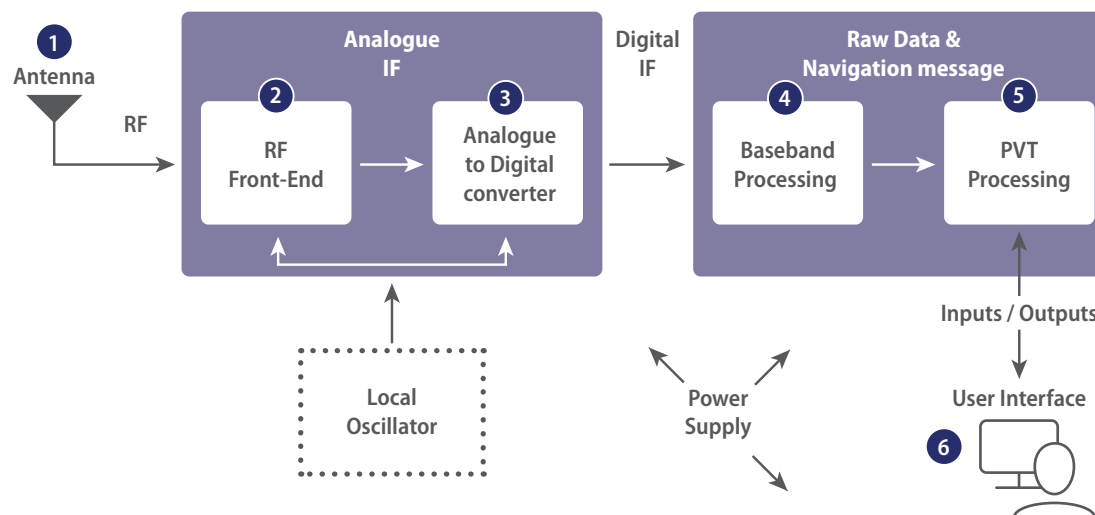 1
Antenna
RF
Analogue
IF
2
RF
Front-End
3
Analogue
to Digital
converter
Digital
IF
Raw Data &
Navigation message
4
Baseband
Processing
5
PVT
Processing
Local
Oscillator
Power
Supply
Inputs / Outputs
User Interface
6